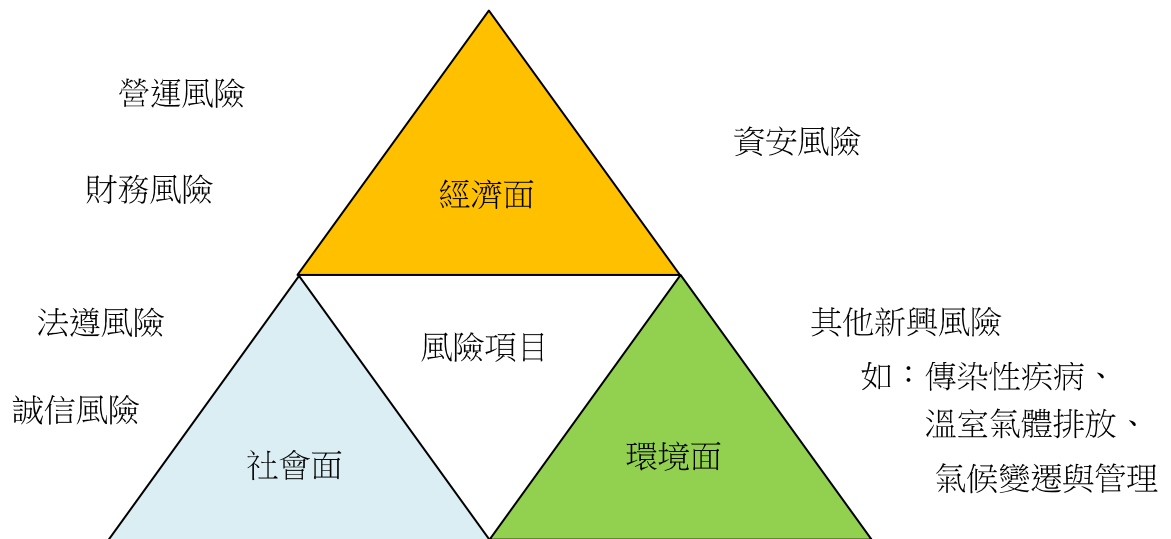 營運風險
資安風險
財務風險
經濟面
法遵風險
其他新興風險
風險項目
如：傳染性疾病、
誠信風險
溫室氣體排放、
社會面
環境面
氣候變遷與管理